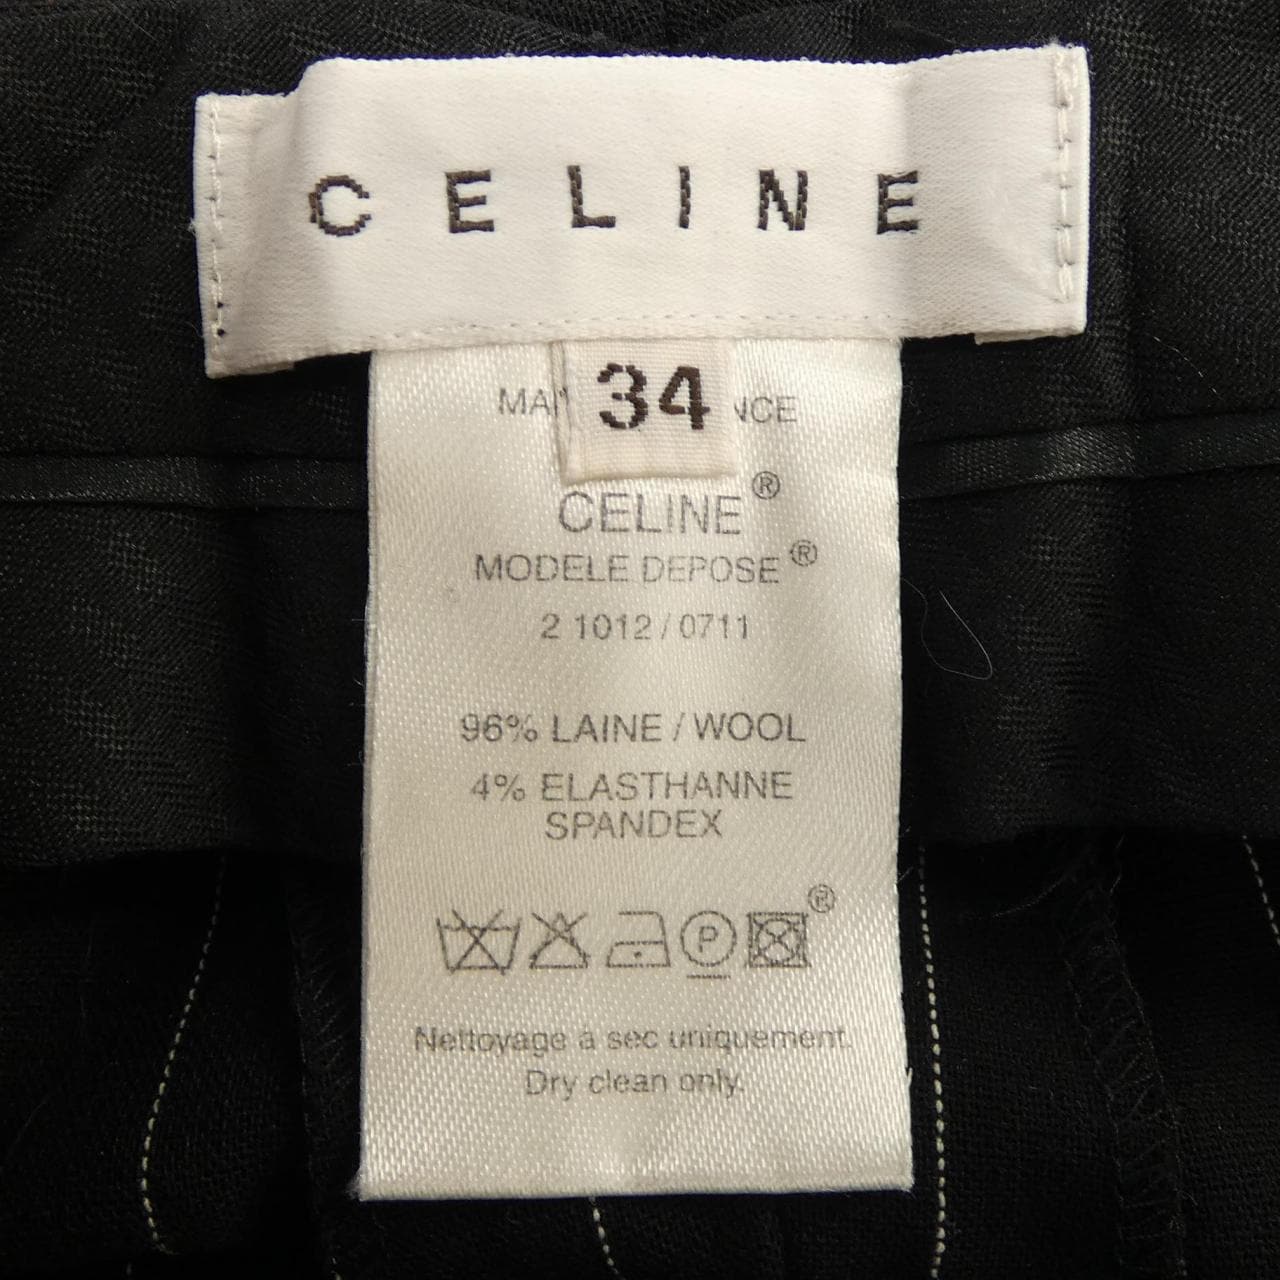 CELINE
34
CELINE®
MODELE DEPOSE®
2 1012 / 0711
96% LAINE / WOOL
4% ELASTHANNE
SPANDEX
P
®
Nettoyage à sec uniquement.
Dry clean only.